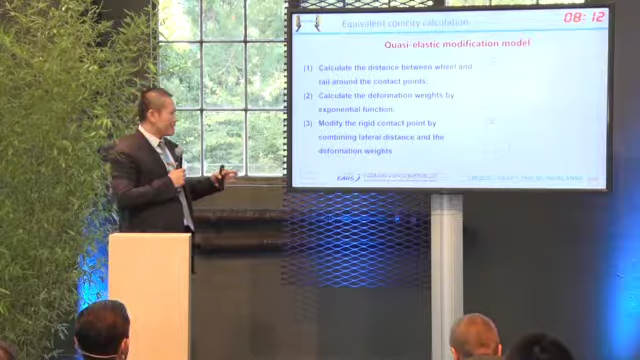 Equivalent conicity calculation
08:12
Quasi-elastic modification model
(1) Calculate the distance between wheel and
rail around the contact points.
(2) Calculate the deformation weights by
exponential function.
(3) Modify the rigid contact point by
combining lateral distance and the
deformation weights
CARS